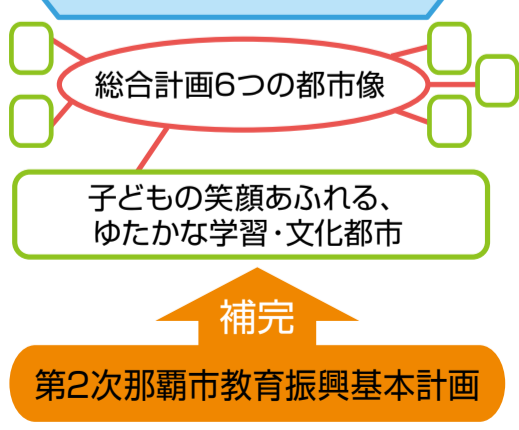 総合計画6つの都市像
子どもの笑顔あふれる、
ゆたかな学習・文化都市
補完
第2次那覇市教育振興基本計画